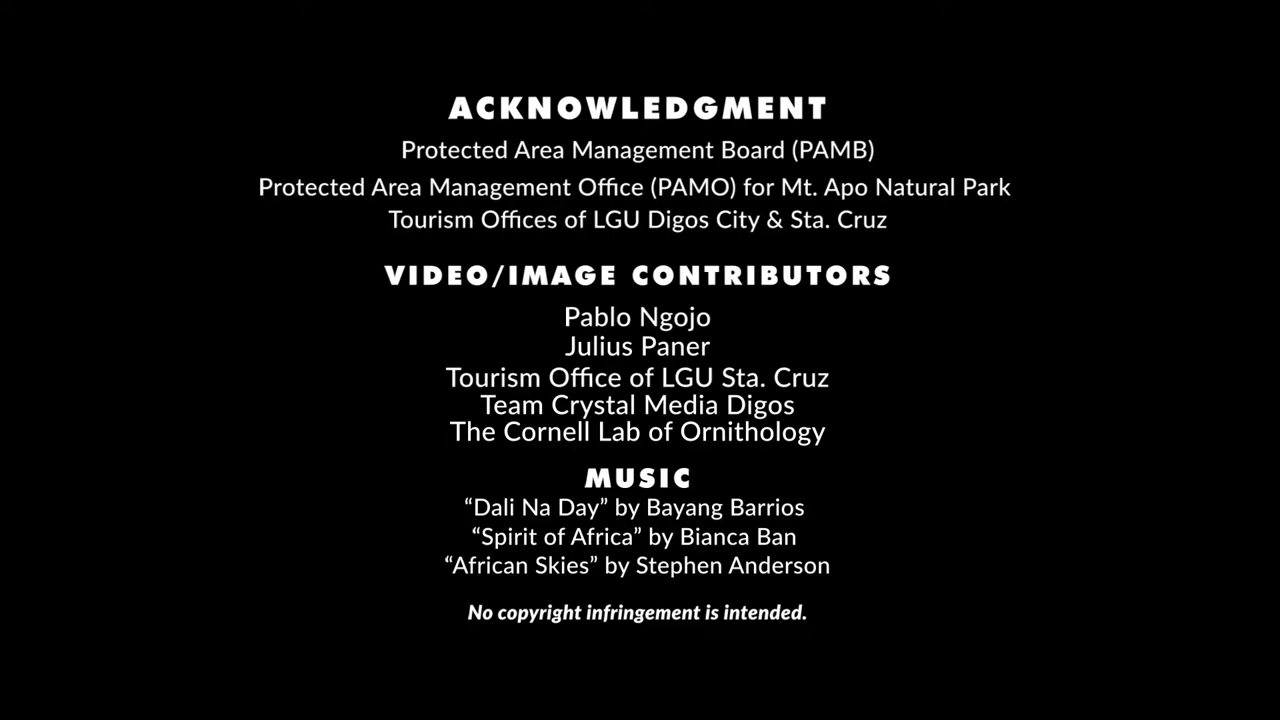 ACKNOWLEDGMENT
Protected Area Management Board (PAMB)
Protected Area Management Office (PAMO) for Mt. Apo Natural Park
Tourism Offices of LGU Digos City & Sta. Cruz
VIDEO/IMAGE CONTRIBUTORS
Pablo Ngojo
Julius Paner
Tourism Office of LGU Sta. Cruz
Team Crystal Media Digos
The Cornell Lab of Ornithology
MUSIC
“Dali Na Day” by Bayang Barrios
“Spirit of Africa” by Bianca Ban
“African Skies” by Stephen Anderson
No copyright infringement is intended.